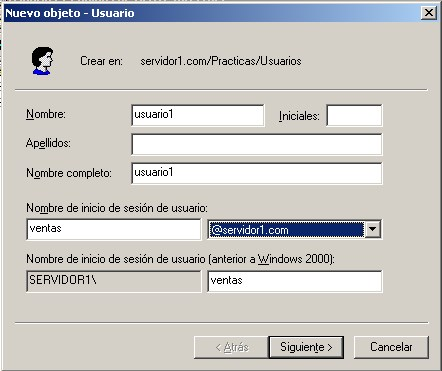 Nuevo objeto - Usuario
Crear en: servidor1.com/Practicas/Usuarios
Nombre: usuario1 Iniciales:
Apellidos:
Nombre completo: usuario1
Nombre de inicio de sesión de usuario:
ventas @servidor1.com
Nombre de inicio de sesión de usuario (anterior a Windows 2000):
SERVIDOR1\ ventas
< Atrás Siguiente > Cancelar